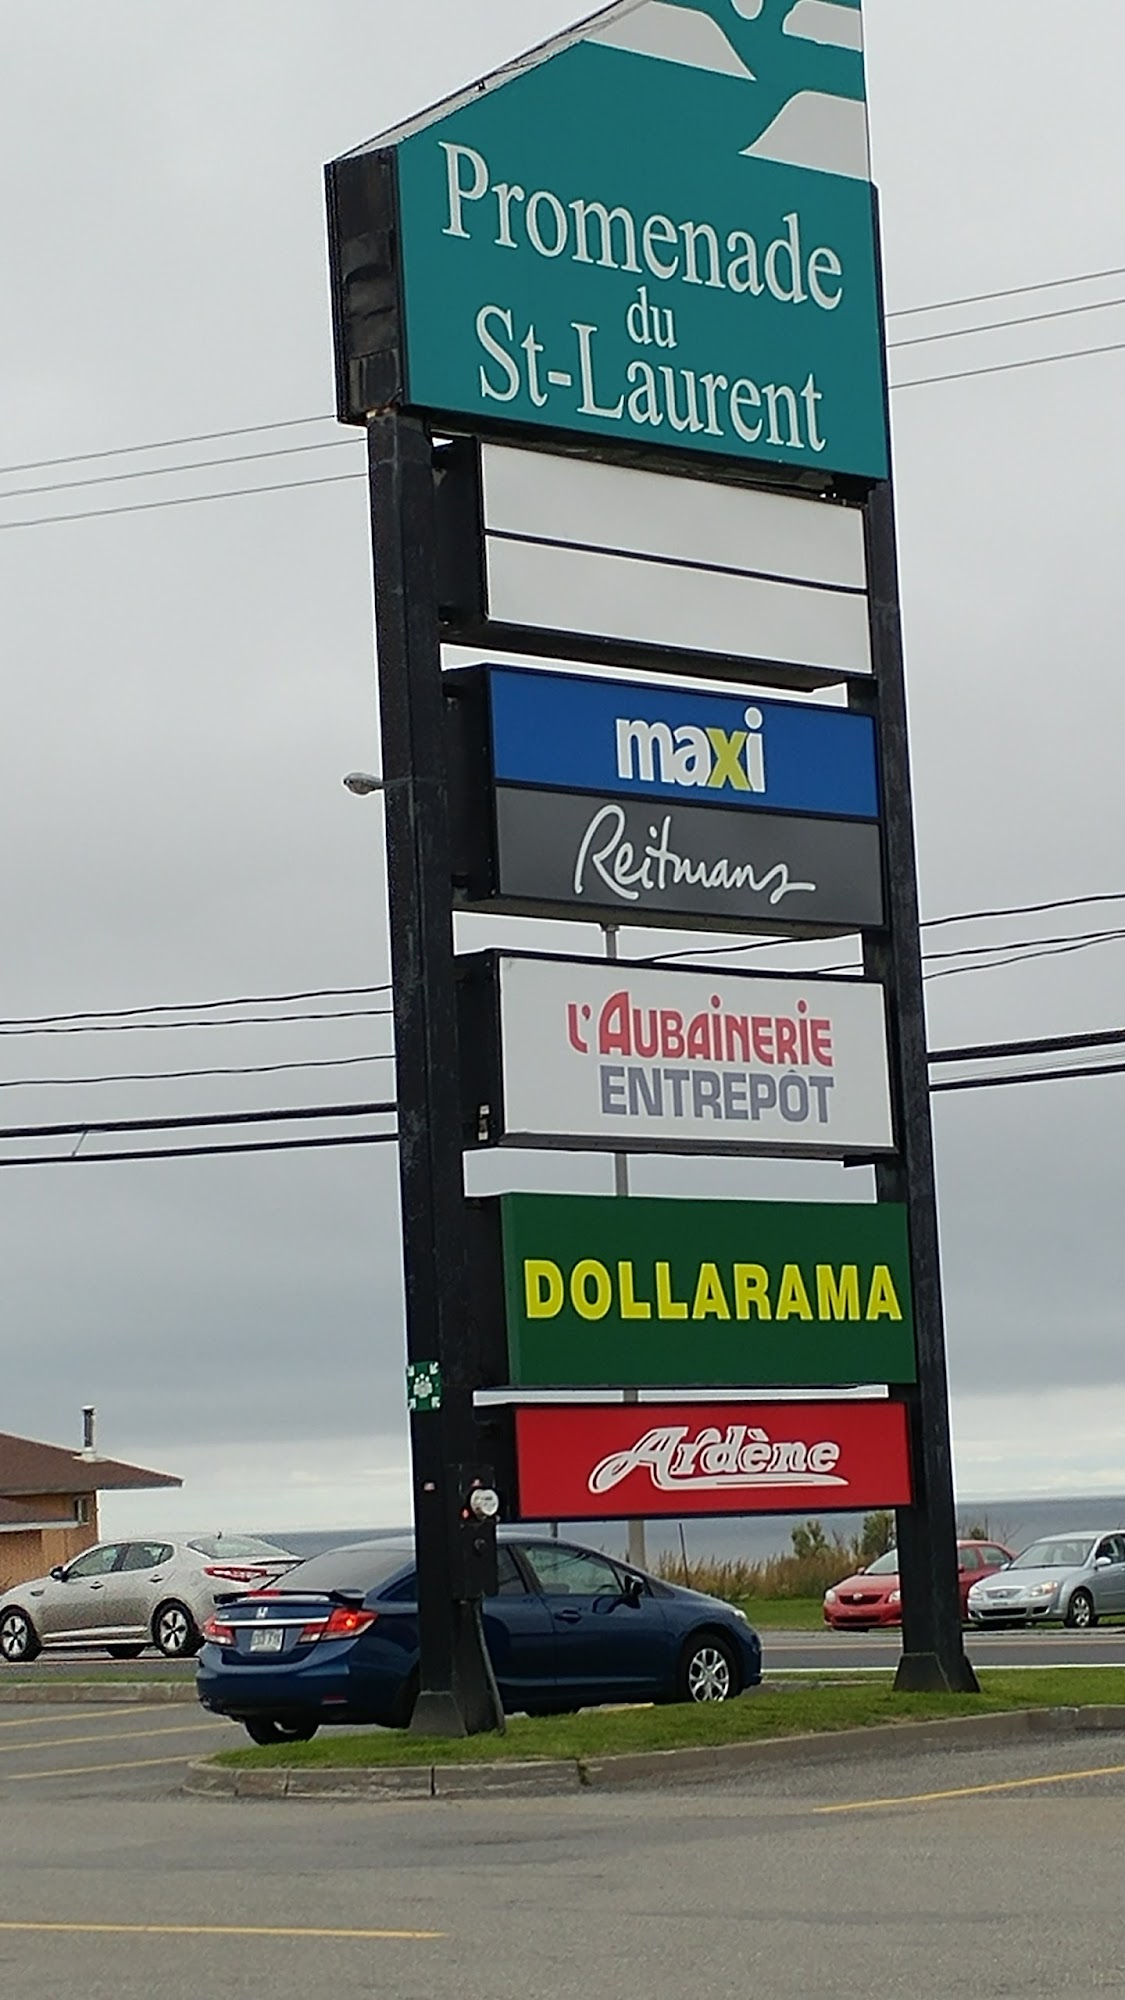 Promenade
du
St-Laurent
maxi
Reitmans
L'AUBAINERIE
ENTREPÔT
DOLLARAMA
Ardène